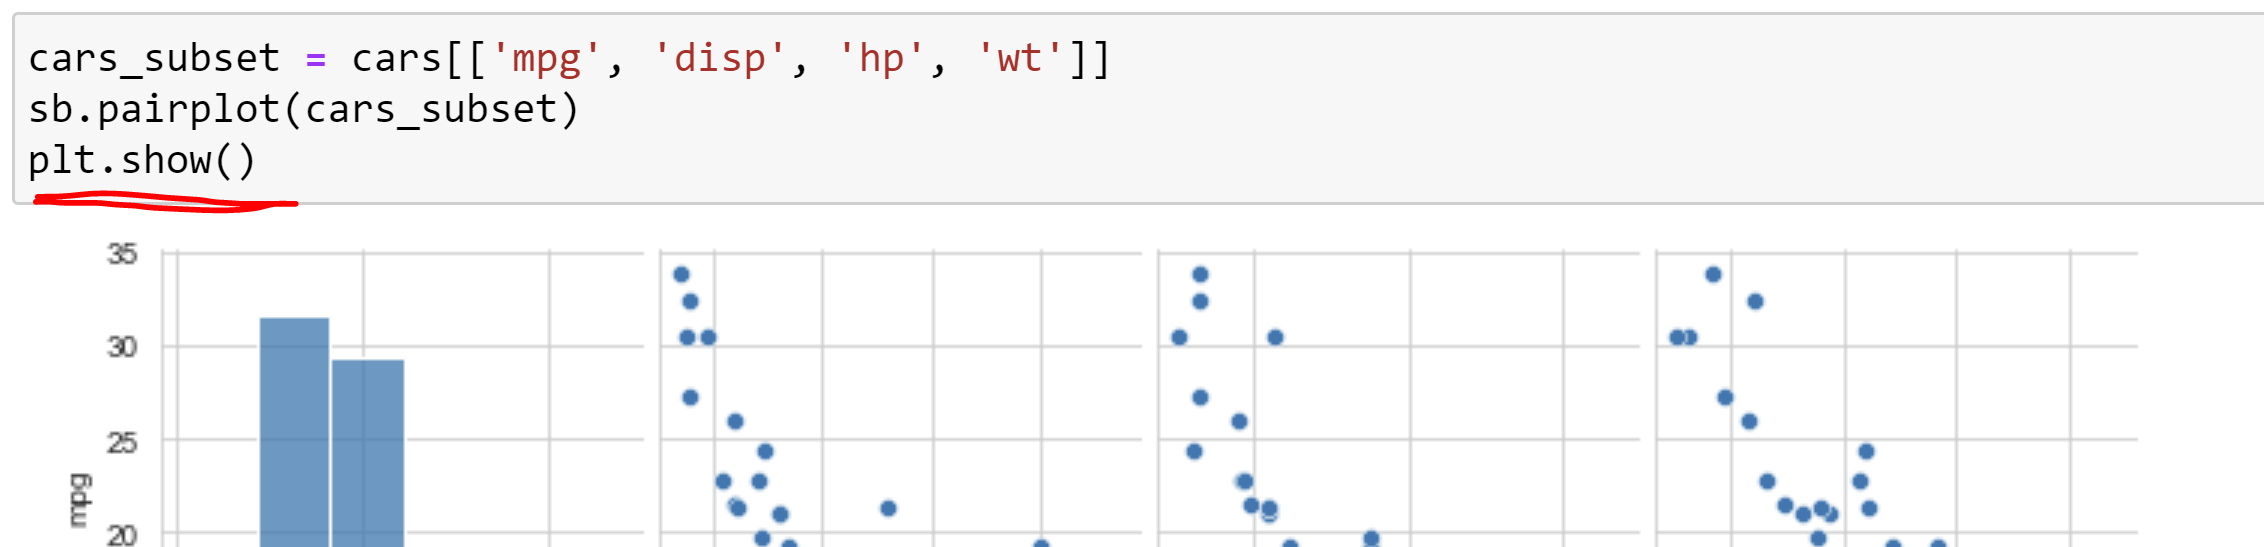 cars_subset = cars[['mpg', 'disp', 'hp', 'wt']]
sb.pairplot(cars_subset)
plt.show()
35
30
25
mpg
20